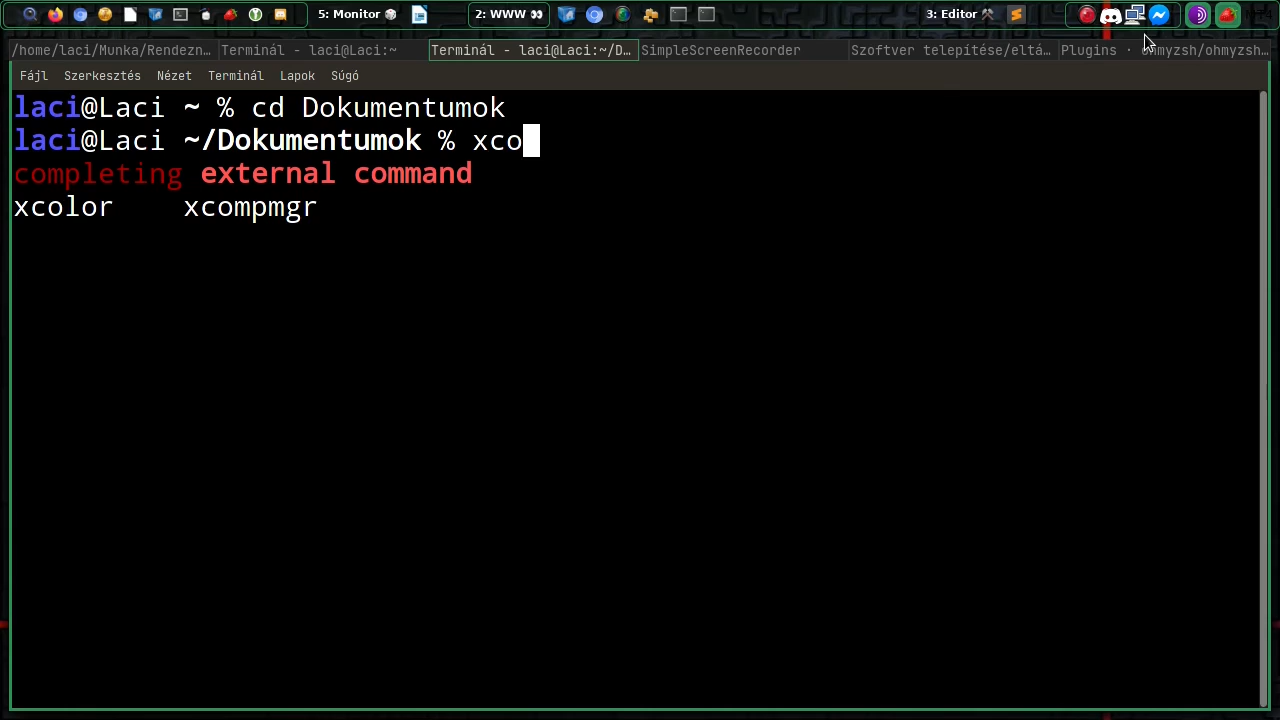 5: Monitor
2: WWW
3: Editor
/home/laci/Munka/Rendezn…
Terminál - laci@Laci:~
Terminál - laci@Laci:~/D…
SimpleScreenRecorder
Szoftver telepítése/eltá…
Plugins · ohmyzsh/ohmyzsh…
Fájl Szerkesztés Nézet Terminál Lapok Súgó
laci@Laci ~ % cd Dokumentumok
laci@Laci ~/Dokumentumok % xco
completing external command
xcolor xcompmgr